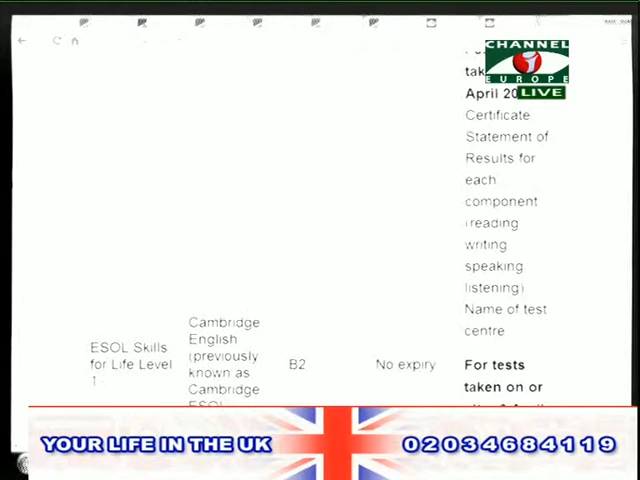 CHANNEL
i
EUROPE
LIVE
April 20
Certificate
Statement of
Results for
each
component
(reading
writing
speaking
listening)
Name of test
centre
ESOL Skills
for Life Level
1
Cambridge
English
(previously
known as
Cambridge
B2
No expiry
For tests
taken on or
YOUR LIFE IN THE UK
02034684119